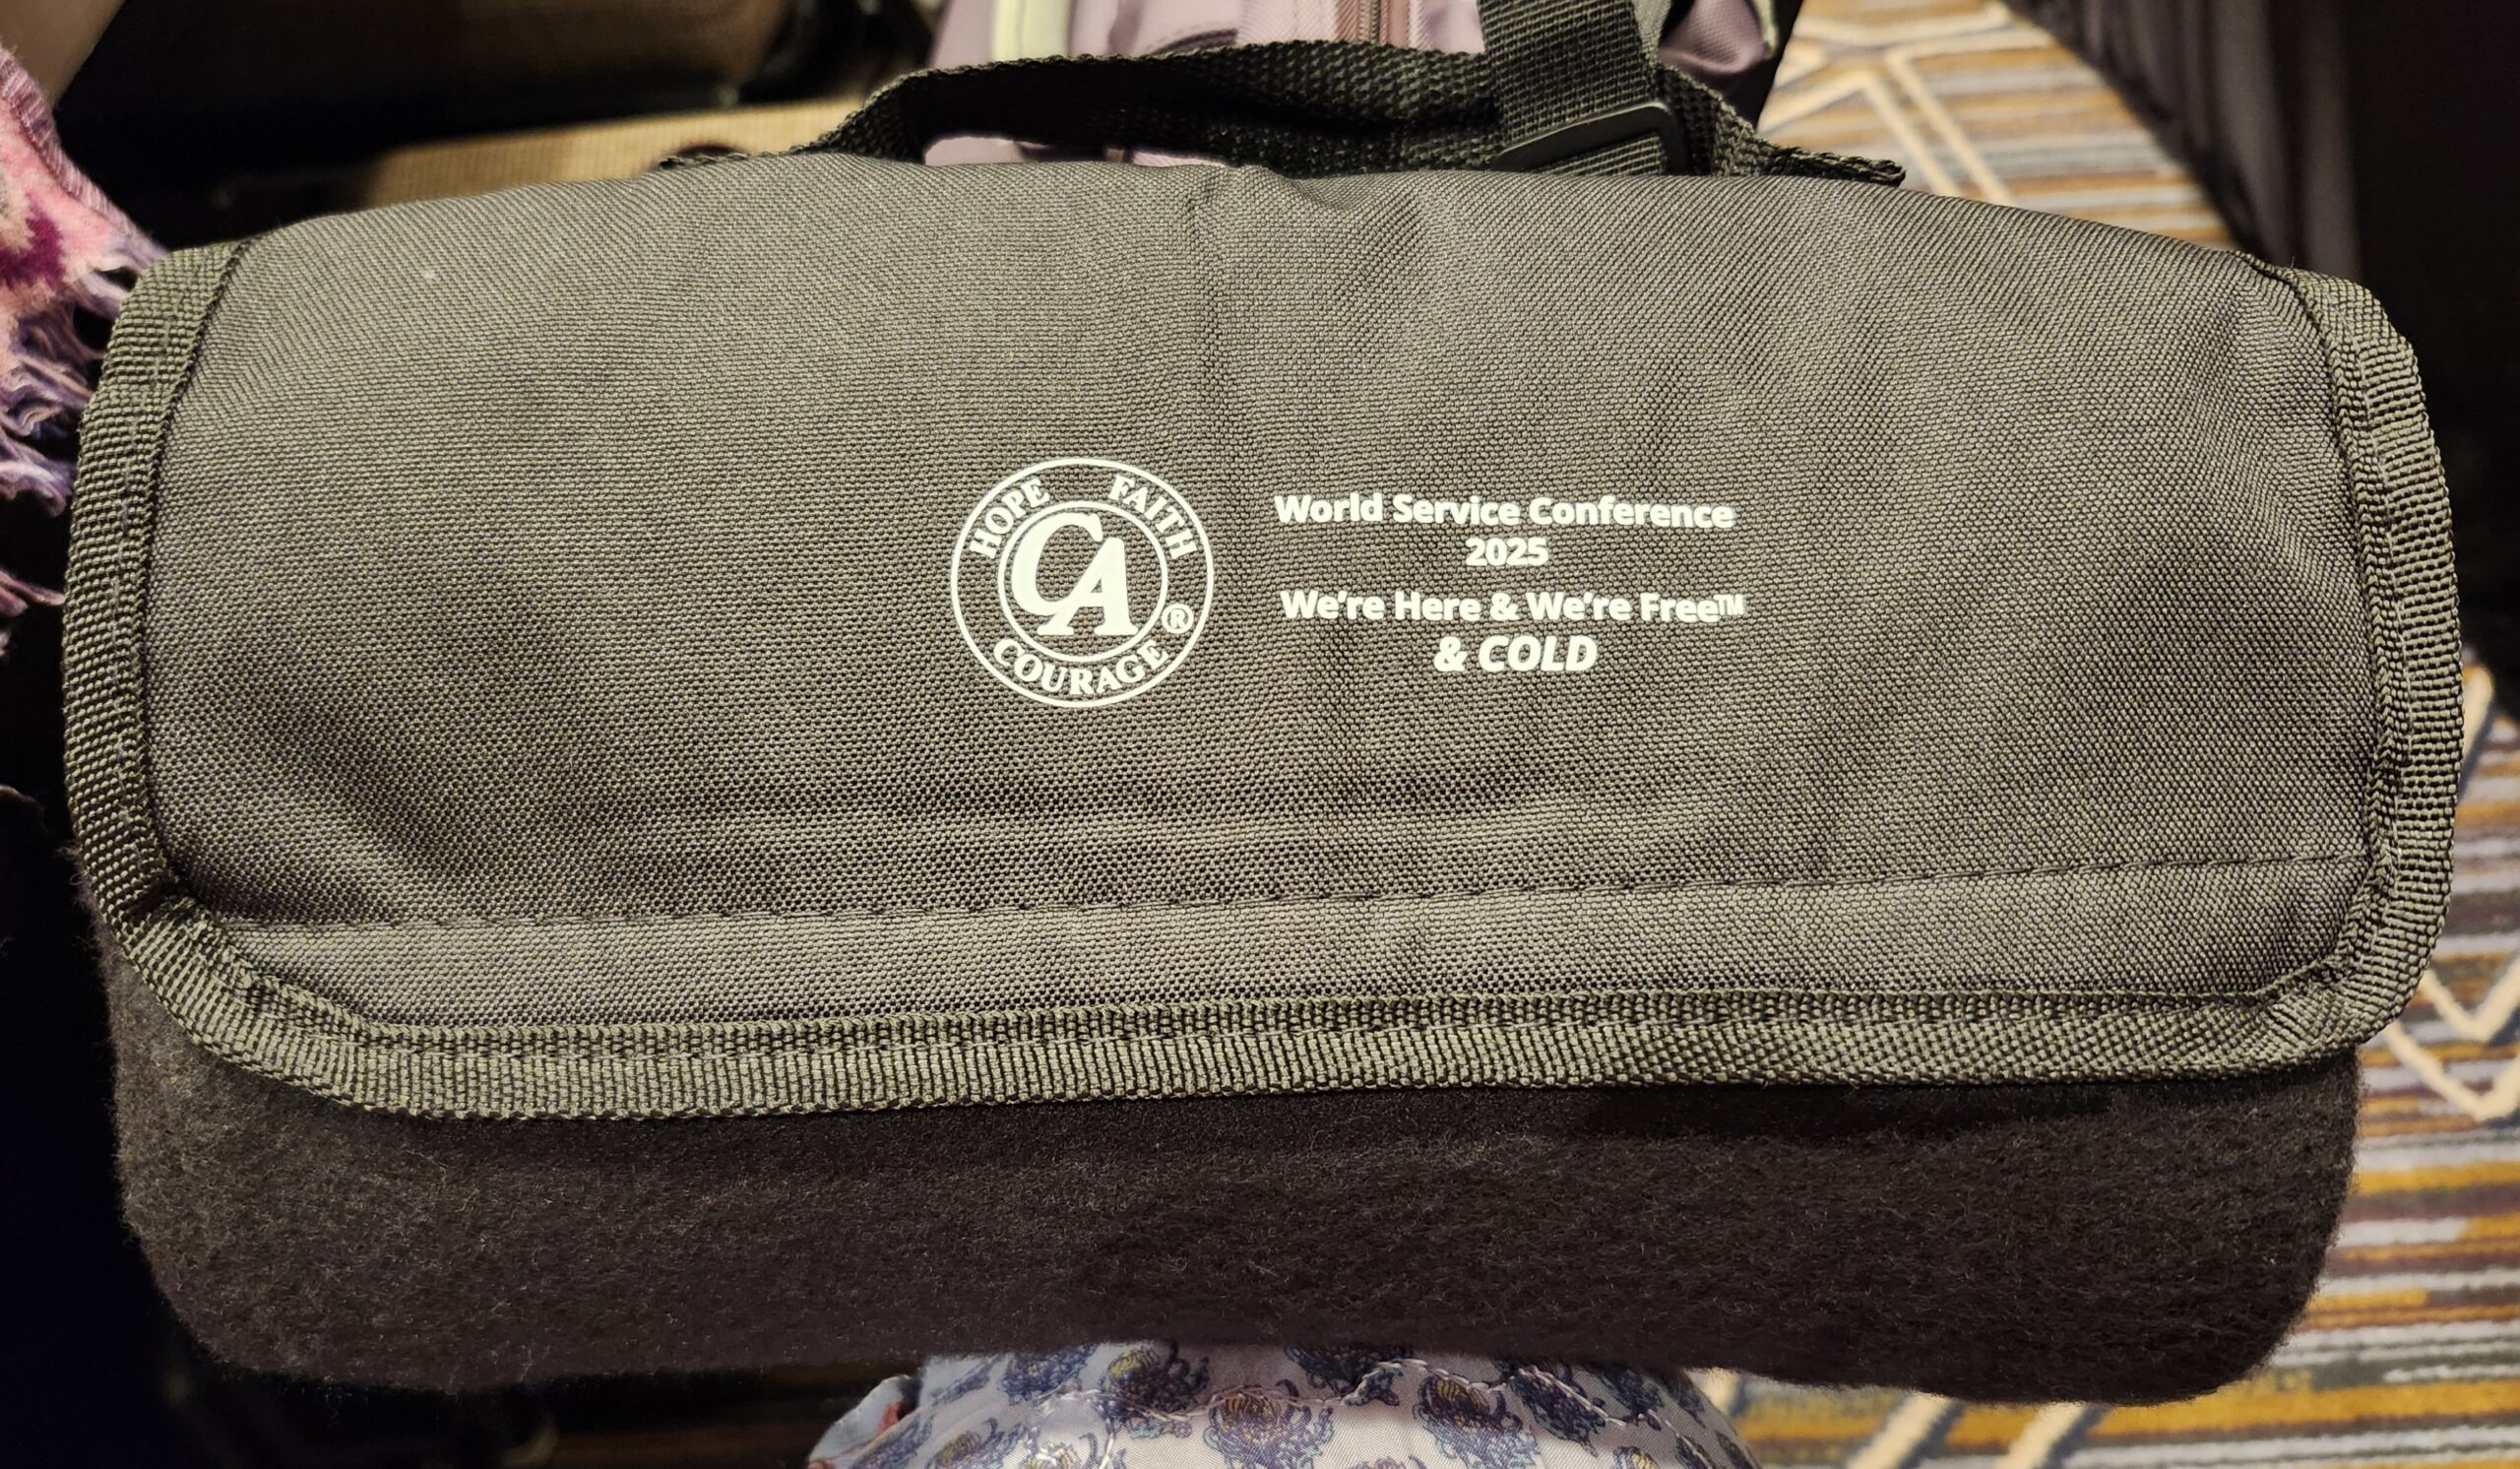 HOPE FAITH
CA
®
COURAGE
World Service Conference
2025
We're Here & We're Free™
& COLD